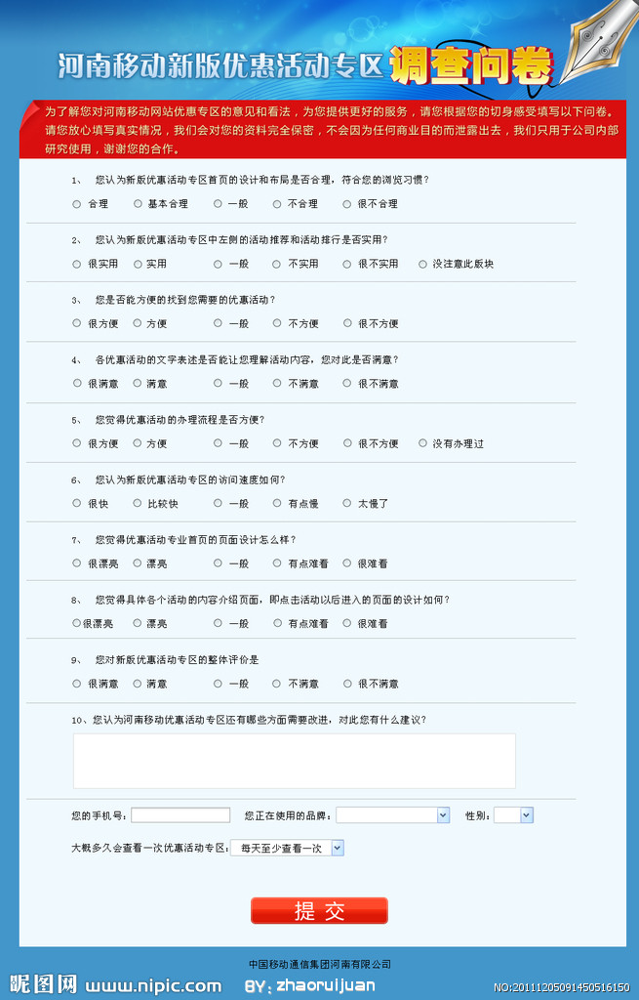 河南移动新版优惠活动专区调查问卷
为了解您对河南移动网站优惠专区的意见和看法，为您提供更好的服务，请您根据您的切身感受填写以下问卷。
请您放心填写真实情况，我们会对您的资料完全保密，不会因为任何商业目的而泄露出去，我们只用于公司内部
研究使用，谢谢您的合作。
1、 您认为新版优惠活动专区首页的设计和布局是否合理，符合您的浏览习惯？
合理 基本合理 一般 不合理 很不合理
2、 您认为新版优惠活动专区中左侧的活动推荐和活动排行是否实用？
很实用 实用 一般 不实用 很不实用 没注意此版块
3、 您是否能方便的找到您需要的优惠活动？
很方便 方便 一般 不方便 很不方便
4、 各优惠活动的文字表述是否能让您理解活动内容，您对此是否满意？
很满意 满意 一般 不满意 很不满意
5、 您觉得优惠活动的办理流程是否方便？
很方便 方便 一般 不方便 很不方便 没有办理过
6、 您认为新版优惠活动专区的访问速度如何？
很快 比较快 一般 有点慢 太慢了
7、 您觉得优惠活动专业首页的页面设计怎么样？
很漂亮 漂亮 一般 有点难看 很难看
8、 您觉得具体各个活动的内容介绍页面，即点击活动以后进入的页面的设计如何？
很漂亮 漂亮 一般 有点难看 很难看
9、 您对新版优惠活动专区的整体评价是
很满意 满意 一般 不满意 很不满意
10、您认为河南移动优惠活动专区还有哪些方面需要改进，对此您有什么建议？
您的手机号： 您正在使用的品牌： 性别：
大概多久会查看一次优惠活动专区： 每天至少查看一次
提 交
中国移动通信集团河南有限公司
昵图网 www.nipic.com BY: zhaoruijuan NO:20111205091450516150